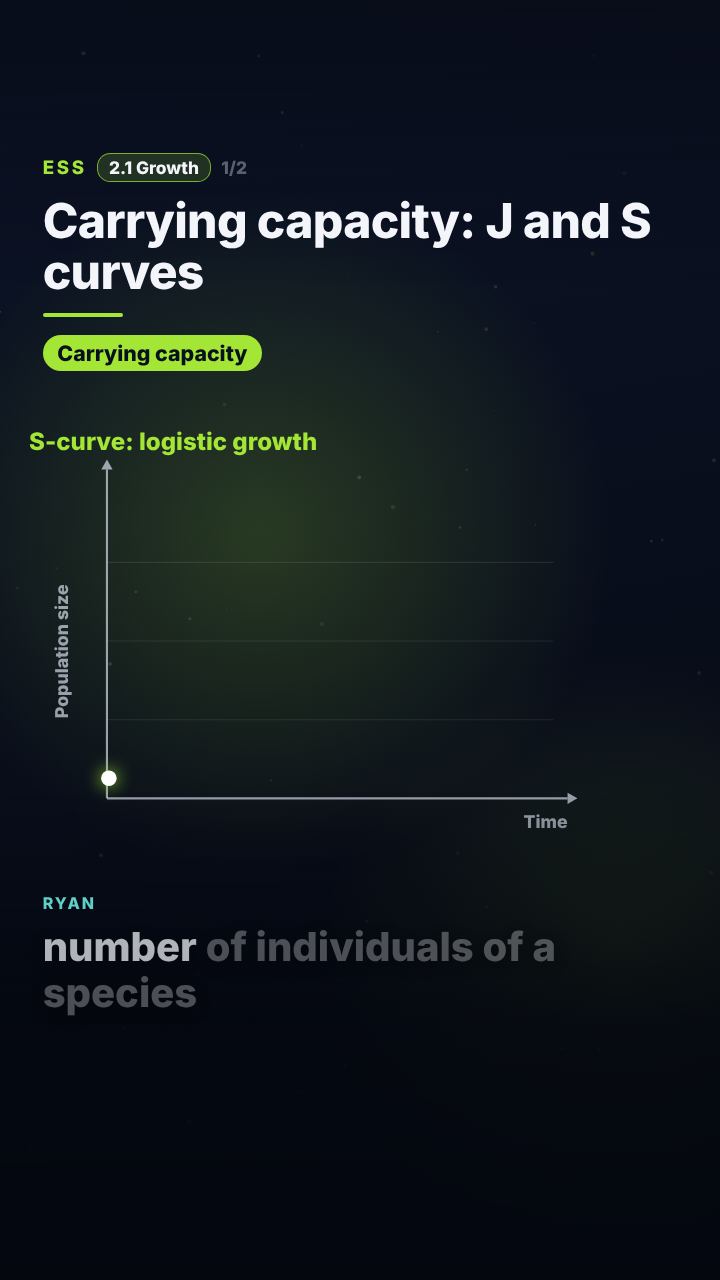 ESS 2.1 Growth 1/2
Carrying capacity: J and S
curves
Carrying capacity
S-curve: logistic growth
Population size
Time
RYAN
number of individuals of a
species